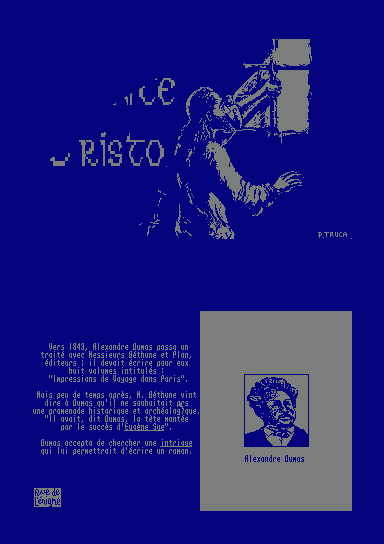 RISTO
P.TRUCA
Vers 1843, Alexandre Dumas passa un
traité avec Messieurs Béthune et Plon,
éditeurs : il devait écrire pour eux
huit volumes intitulés :
"Impressions de Voyage dans Paris".
Mais peu de temps après, M. Béthune vint
dire à Dumas qu'il ne souhaitait pas
une promenade historique et archéologique.
"Il avait, dit Dumas, la tête montée
par le succès d'Eugène Sue".
Dumas accepta de chercher une intrigue
qui lui permettrait d'écrire un roman.
Alexandre Dumas
Rue de
l'énigme